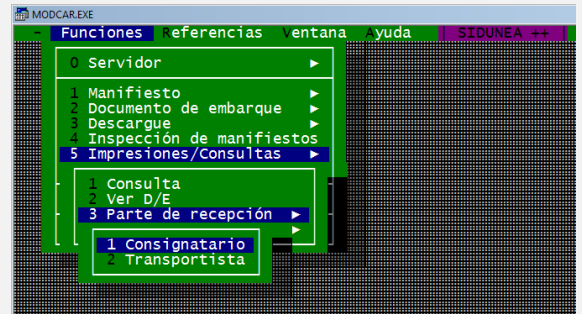 MODCAR.EXE
- Funciones Referencias Ventana Ayuda SIDUNEA ++
0 Servidor ►
1 Manifiesto ►
2 Documento de embarque ►
3 Descargue ►
4 Inspección de manifiestos
5 Impresiones/Consultas ►
1 Consulta
2 Ver D/E
3 Parte de recepción ►
►
1 Consignatario
2 Transportista